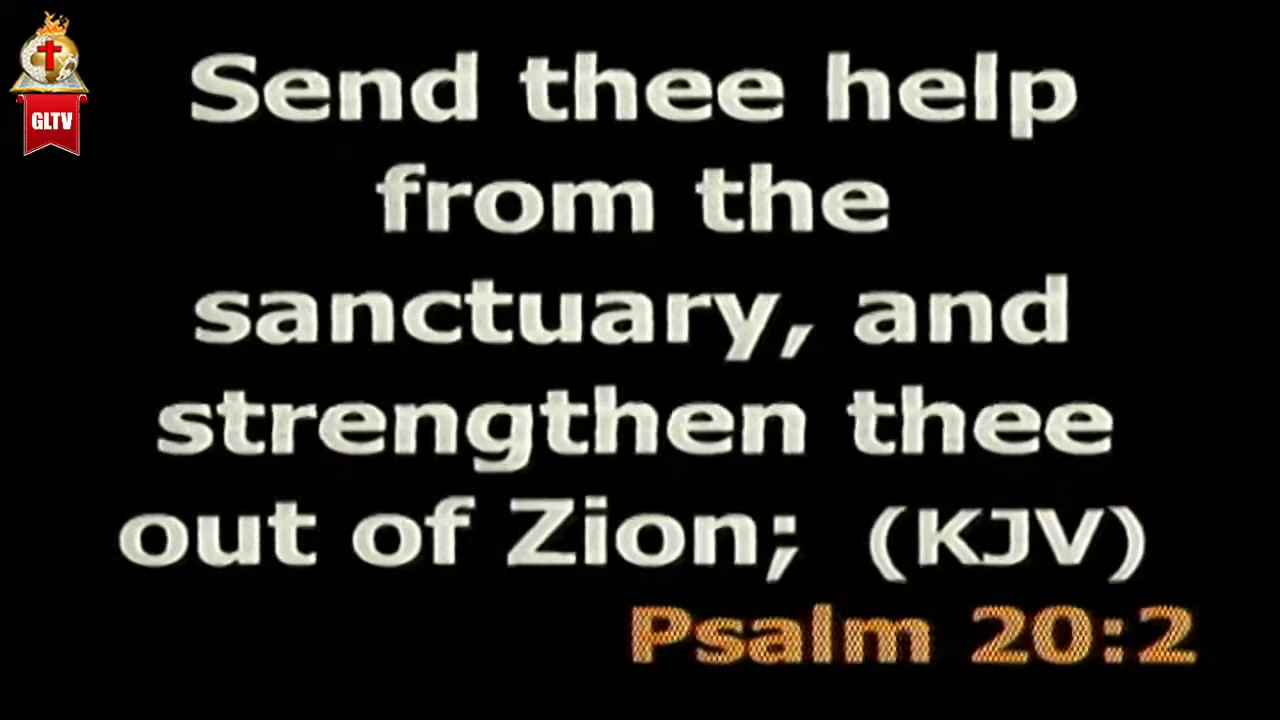 GLTV
Send thee help
from the
sanctuary, and
strengthen thee
out of Zion; (KJV)
Psalm 20:2